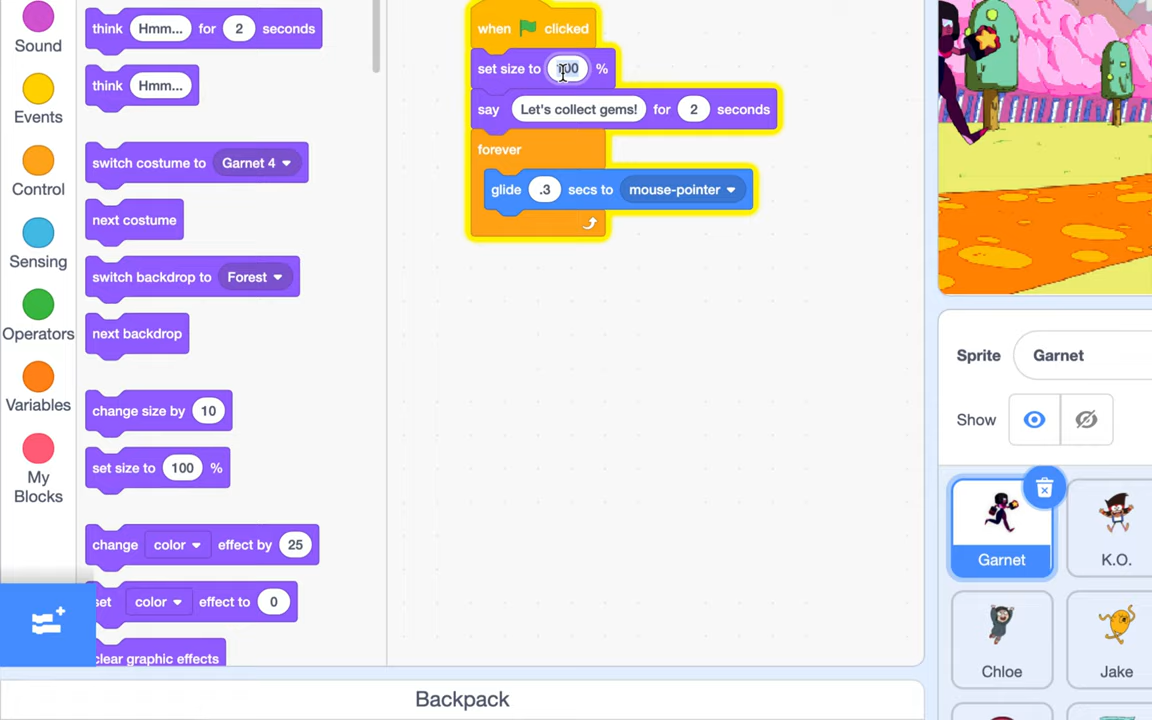 Sound
Events
Control
Sensing
Operators
Variables
My
Blocks
think Hmm... for 2 seconds
think Hmm...
switch costume to Garnet 4
next costume
switch backdrop to Forest
next backdrop
change size by 10
set size to 100 %
change color effect by 25
set color effect to 0
clear graphic effects
when clicked
set size to 100 %
say Let's collect gems! for 2 seconds
forever
glide .3 secs to mouse-pointer
Backpack
Sprite Garnet
Show
Garnet
K.O.
Chloe
Jake